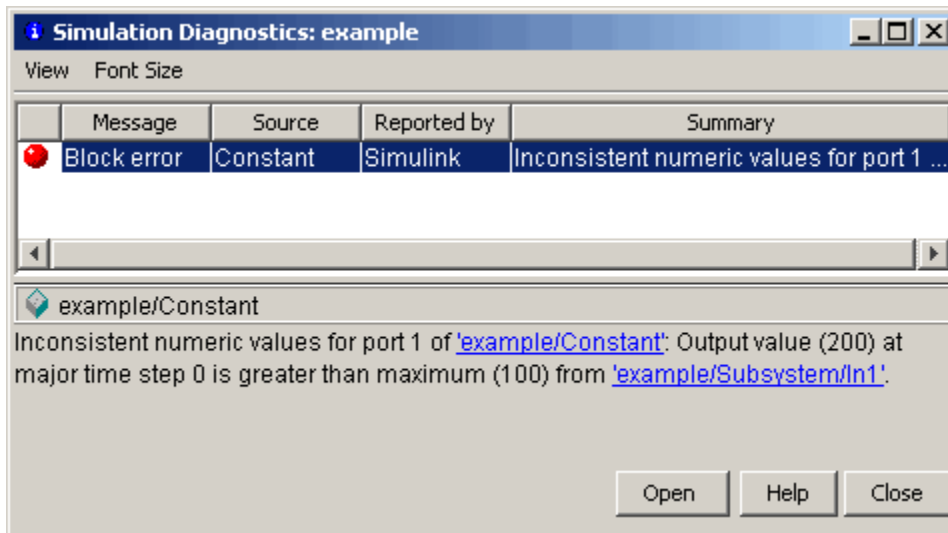 Simulation Diagnostics: example
View Font Size
Message Source Reported by Summary
Block error Constant Simulink Inconsistent numeric values for port 1 ...
example/Constant
Inconsistent numeric values for port 1 of 'example/Constant': Output value (200) at
major time step 0 is greater than maximum (100) from 'example/Subsystem/In1'.
Open Help Close